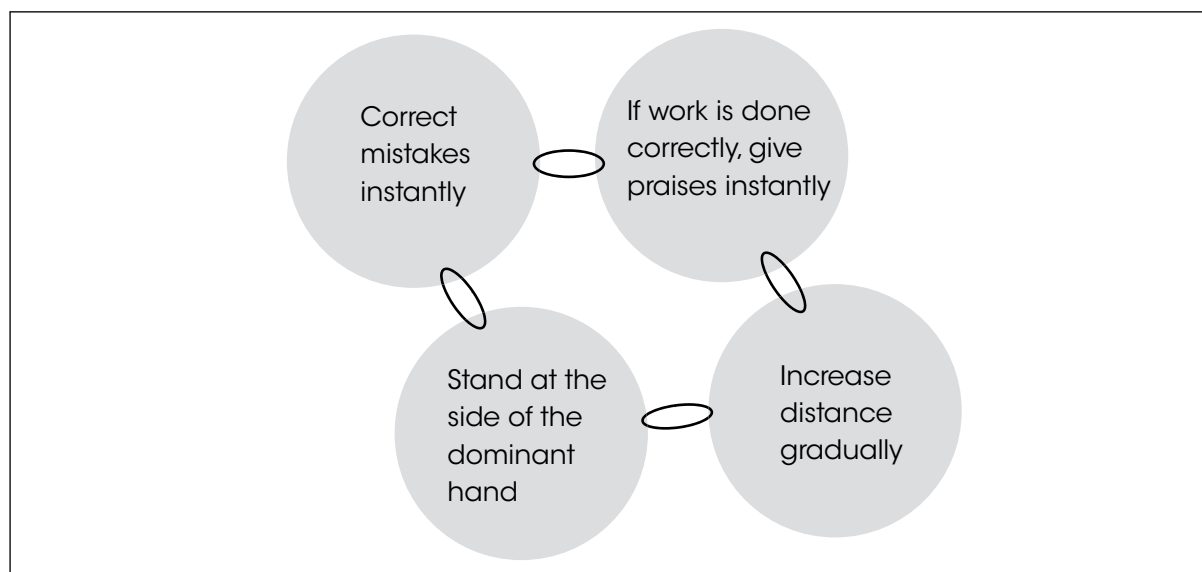 Correct
mistakes
instantly
If work is done
correctly, give
praises instantly
Stand at the
side of the
dominant
hand
Increase
distance
gradually